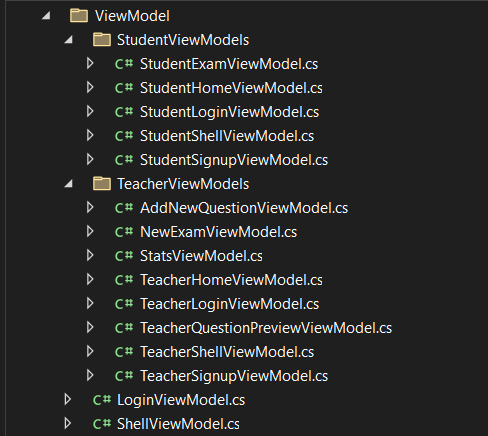 ViewModel
StudentViewModels
C# StudentExamViewModel.cs
C# StudentHomeViewModel.cs
C# StudentLoginViewModel.cs
C# StudentShellViewModel.cs
C# StudentSignupViewModel.cs
TeacherViewModels
C# AddNewQuestionViewModel.cs
C# NewExamViewModel.cs
C# StatsViewModel.cs
C# TeacherHomeViewModel.cs
C# TeacherLoginViewModel.cs
C# TeacherQuestionPreviewViewModel.cs
C# TeacherShellViewModel.cs
C# TeacherSignupViewModel.cs
C# LoginViewModel.cs
C# ShellViewModel.cs